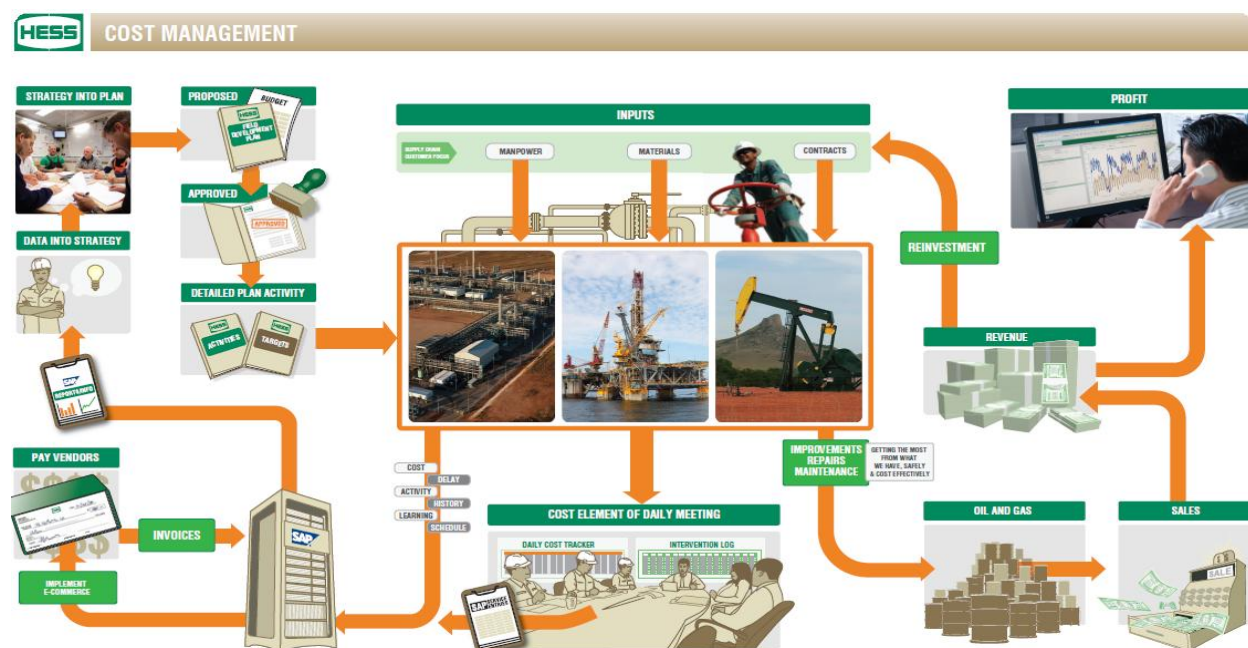 HESS
COST MANAGEMENT
STRATEGY INTO PLAN
PROPOSED
BUDGET
HESS
FIELD
DEVELOPMENT
PLAN
APPROVED
APPROVED
DATA INTO STRATEGY
DETAILED PLAN ACTIVITY
HESS
ACTIVITIES
HESS
TARGETS
SAP
REPORTS/INFO
INPUTS
SUPPLY CHAIN
CUSTOMER FOCUS
MANPOWER
MATERIALS
CONTRACTS
PROFIT
REINVESTMENT
REVENUE
PAY VENDORS
INVOICES
IMPLEMENT
E-COMMERCE
SAP
COST
DELAY
ACTIVITY
HISTORY
LEARNING
SCHEDULE
COST ELEMENT OF DAILY MEETING
DAILY COST TRACKER
INTERVENTION LOG
SAP SERVICE
ENTRIES
IMPROVEMENTS
REPAIRS
MAINTENANCE
GETTING THE MOST
FROM WHAT
WE HAVE, SAFELY
& COST EFFECTIVELY
OIL AND GAS
SALES
SALE